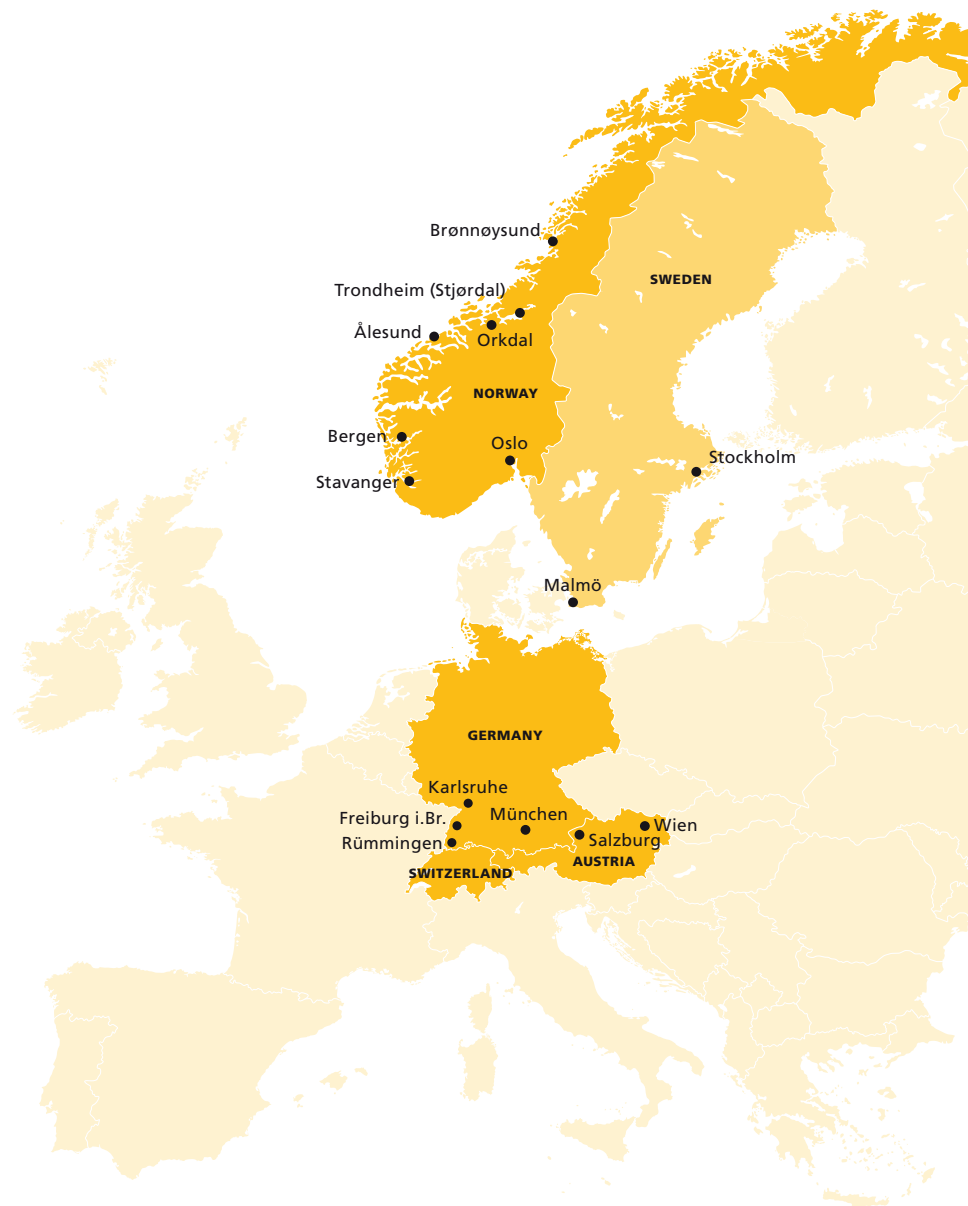 Brønnøysund
SWEDEN
Trondheim (Stjørdal)
Ålesund
Orkdal
NORWAY
Bergen
Oslo
Stockholm
Stavanger
Malmö
GERMANY
Karlsruhe
München
Freiburg i.Br.
Wien
Salzburg
Rümmingen
AUSTRIA
SWITZERLAND